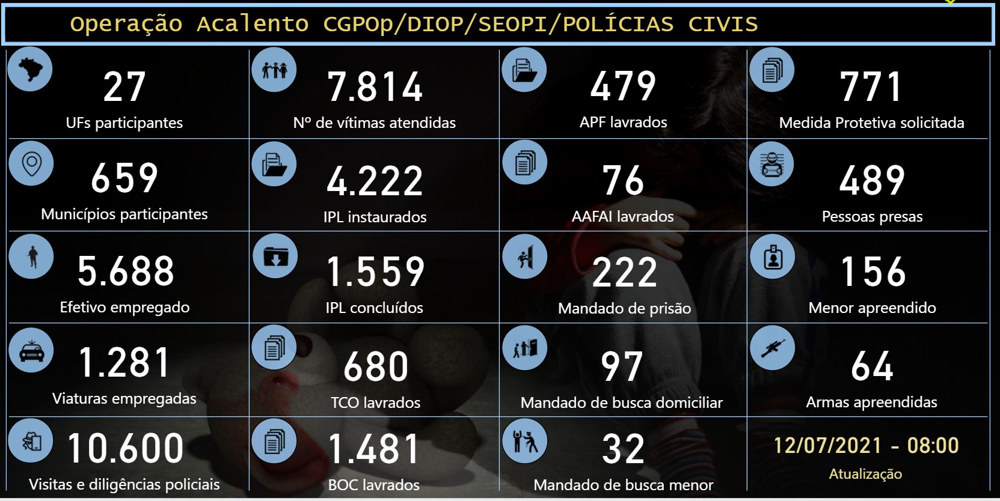 Operação Acalento CGPOp/DIOP/SEOPI/POLÍCIAS CIVIS
27
UFs participantes
7.814
Nº de vítimas atendidas
479
APF lavrados
771
Medida Protetiva solicitada
659
Municípios participantes
4.222
IPL instaurados
76
AAFAI lavrados
489
Pessoas presas
5.688
Efetivo empregado
1.559
IPL concluídos
222
Mandado de prisão
156
Menor apreendido
1.281
Viaturas empregadas
680
TCO lavrados
97
Mandado de busca domiciliar
64
Armas apreendidas
10.600
Visitas e diligências policiais
1.481
BOC lavrados
32
Mandado de busca menor
12/07/2021 - 08:00
Atualização